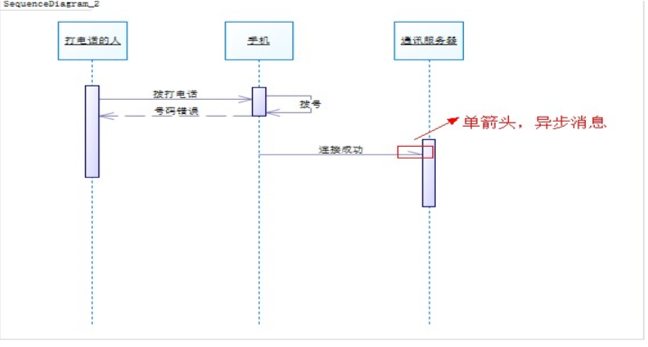 SequenceDiagram_2
打电话的人
手机
通讯服务器
拨打电话
拨号
号码错误
单箭头，异步消息
连接成功